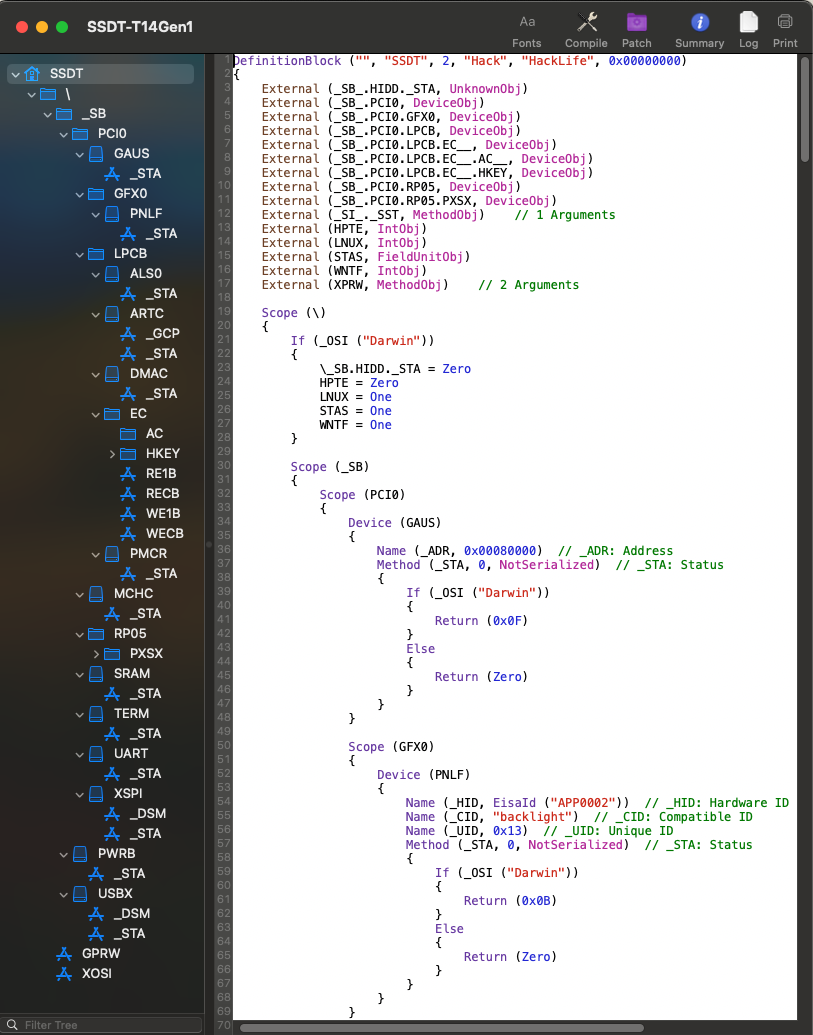 SSDT-T14Gen1
Aa
Fonts
Compile
Patch
Summary
Log
Print
SSDT
\
_SB
PCI0
GAUS
_STA
GFX0
PNLF
_STA
LPCB
ALS0
_STA
ARTC
_GCP
_STA
DMAC
_STA
EC
AC
HKEY
RE1B
RECB
WE1B
WECB
PMCR
_STA
MCHC
_STA
RP05
PXSX
SRAM
_STA
TERM
_STA
UART
_STA
XSPI
_DSM
_STA
PWRB
_STA
USBX
_DSM
_STA
GPRW
XOSI
Filter Tree
1 DefinitionBlock ("", "SSDT", 2, "Hack", "HackLife", 0x00000000)
2 {
3     External (_SB_.HIDD._STA, UnknownObj)
4     External (_SB_.PCI0, DeviceObj)
5     External (_SB_.PCI0.GFX0, DeviceObj)
6     External (_SB_.PCI0.LPCB, DeviceObj)
7     External (_SB_.PCI0.LPCB.EC__, DeviceObj)
8     External (_SB_.PCI0.LPCB.EC__.AC__, DeviceObj)
9     External (_SB_.PCI0.LPCB.EC__.HKEY, DeviceObj)
10     External (_SB_.PCI0.RP05, DeviceObj)
11     External (_SB_.PCI0.RP05.PXSX, DeviceObj)
12     External (_SI_._SST, MethodObj)    // 1 Arguments
13     External (HPTE, IntObj)
14     External (LNUX, IntObj)
15     External (STAS, FieldUnitObj)
16     External (WNTF, IntObj)
17     External (XPRW, MethodObj)    // 2 Arguments
18
19     Scope (\)
20     {
21         If (_OSI ("Darwin"))
22         {
23             \_SB.HIDD._STA = Zero
24             HPTE = Zero
25             LNUX = One
26             STAS = One
27             WNTF = One
28         }
29
30         Scope (_SB)
31         {
32             Scope (PCI0)
33             {
34                 Device (GAUS)
35                 {
36                     Name (_ADR, 0x00080000)  // _ADR: Address
37                     Method (_STA, 0, NotSerialized)  // _STA: Status
38                     {
39                         If (_OSI ("Darwin"))
40                         {
41                             Return (0x0F)
42                         }
43                         Else
44                         {
45                             Return (Zero)
46                         }
47                     }
48                 }
49
50                 Scope (GFX0)
51                 {
52                     Device (PNLF)
53                     {
54                         Name (_HID, EisaId ("APP0002"))  // _HID: Hardware ID
55                         Name (_CID, "backlight")  // _CID: Compatible ID
56                         Name (_UID, 0x13)  // _UID: Unique ID
57                         Method (_STA, 0, NotSerialized)  // _STA: Status
58                         {
59                             If (_OSI ("Darwin"))
60                             {
61                                 Return (0x0B)
62                             }
63                             Else
64                             {
65                                 Return (Zero)
66                             }
67                         }
68                     }
69                 }
70